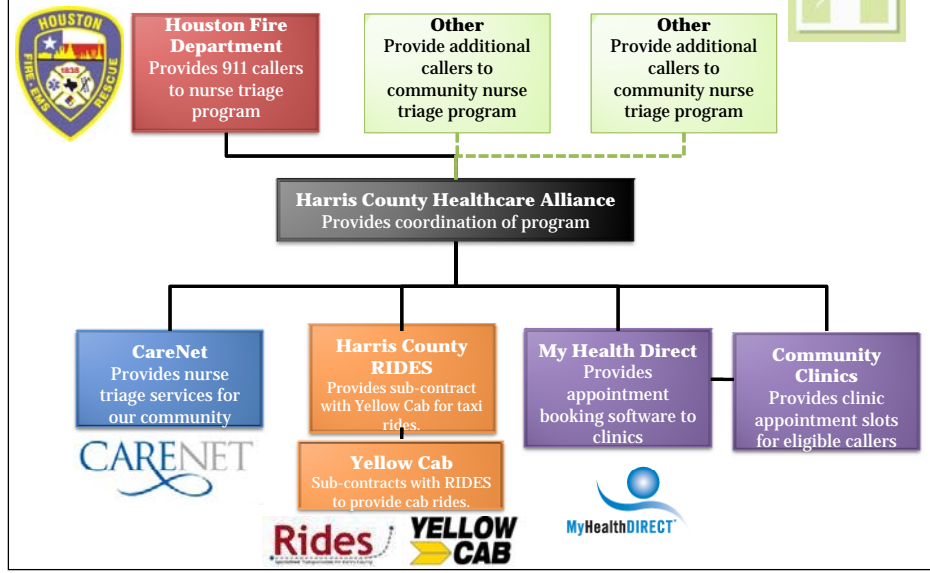 HOUSTON
1838
FIRE-EMS
RESCUE
Houston Fire
Department
Provides 911 callers
to nurse triage
program
Other
Provide additional
callers to
community nurse
triage program
Other
Provide additional
callers to
community nurse
triage program
Harris County Healthcare Alliance
Provides coordination of program
CareNet
Provides nurse
triage services for
our community
CARENET
Harris County
RIDES
Provides sub-contract
with Yellow Cab for taxi
rides.
Yellow Cab
Sub-contracts with RIDES
to provide cab rides.
Rides
YELLOW
CAB
My Health Direct
Provides
appointment
booking software to
clinics
MyHealthDIRECT
Community
Clinics
Provides clinic
appointment slots
for eligible callers